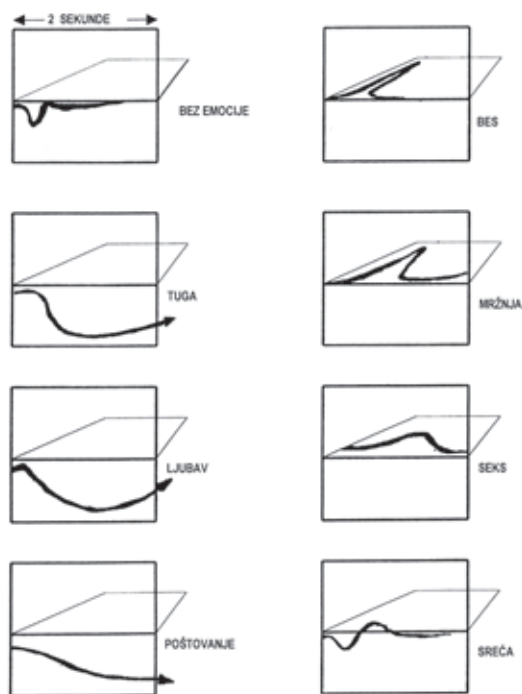 2 SEKUNDE
BEZ EMOCIJE
BES
TUGA
MRŽNJA
LJUBAV
SEKS
POŠTOVANJE
SREĆA